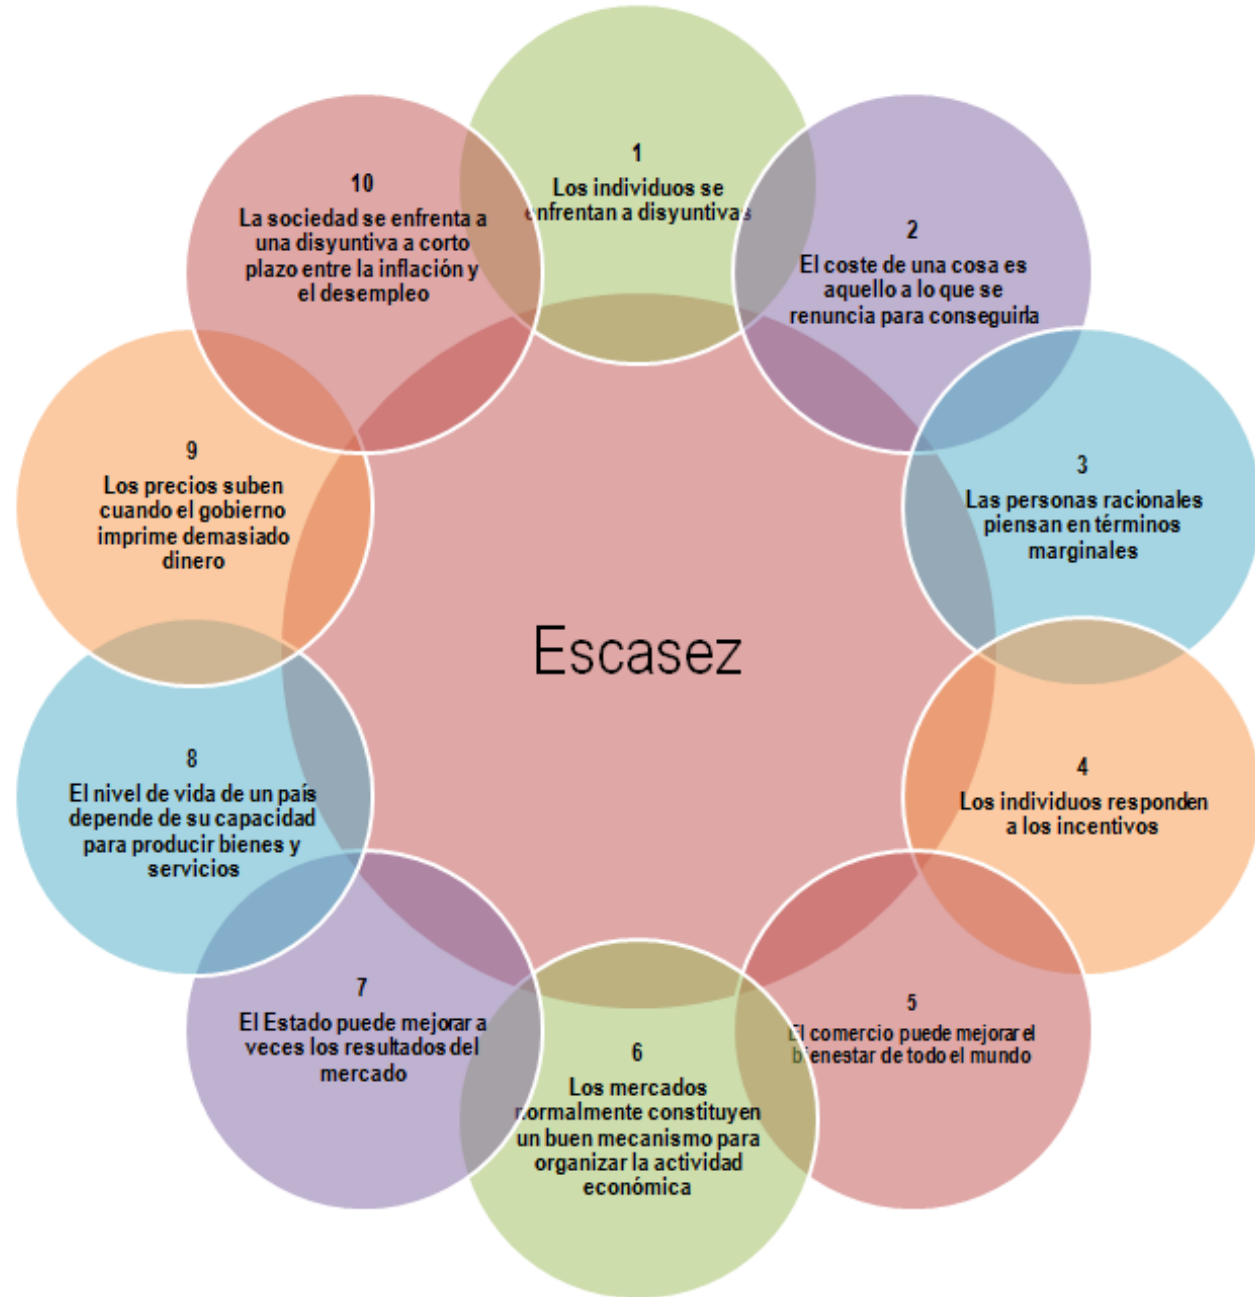 1
Los individuos se
enfrentan a disyuntivas
2
El coste de una cosa es
aquello a lo que se
renuncia para conseguirla
3
Las personas racionales
piensan en términos
marginales
4
Los individuos responden
a los incentivos
5
El comercio puede mejorar el
bienestar de todo el mundo
6
Los mercados
normalmente constituyen
un buen mecanismo para
organizar la actividad
económica
7
El Estado puede mejorar a
veces los resultados del
mercado
8
El nivel de vida de un país
depende de su capacidad
para producir bienes y
servicios
9
Los precios suben
cuando el gobierno
imprime demasiado
dinero
10
La sociedad se enfrenta a
una disyuntiva a corto
plazo entre la inflación y
el desempleo
Escasez